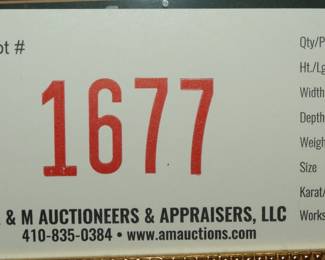 ot #
1677
& M AUCTIONEERS & APPRAISERS, LLC
410-835-0384 • www.amauctions.com
Qty/P
Ht./Lg
Width
Depth
Weigh
Size
Karat/
Works